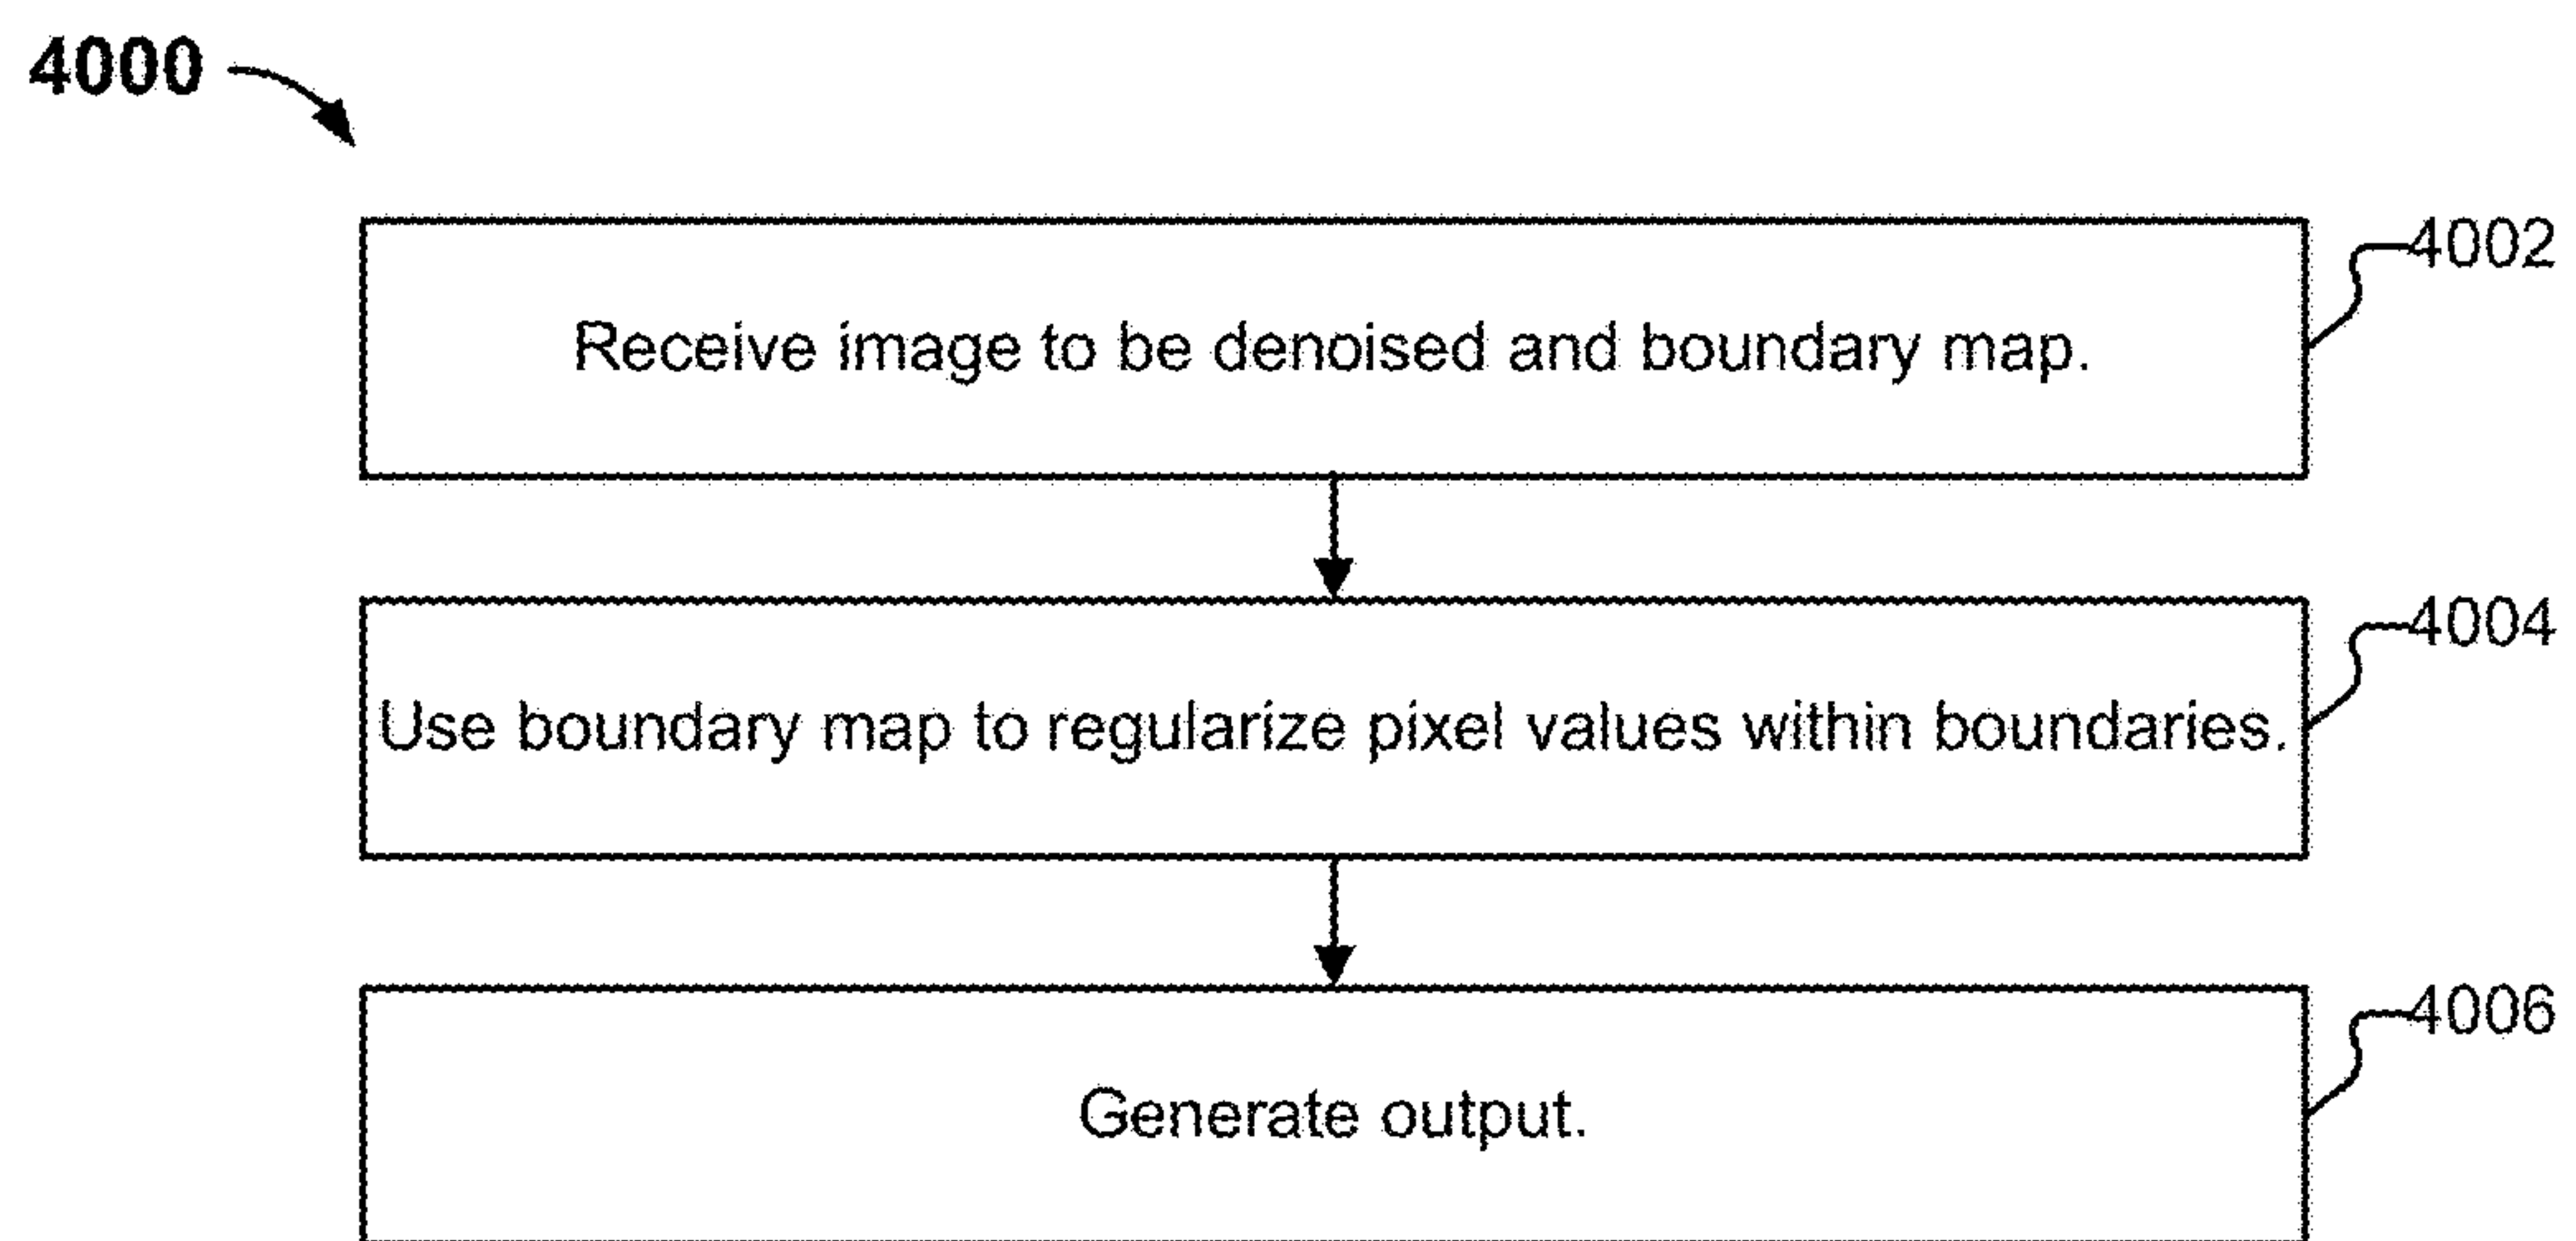 4000
4002
Receive image to be denoised and boundary map.
4004
Use boundary map to regularize pixel values within boundaries.
4006
Generate output.